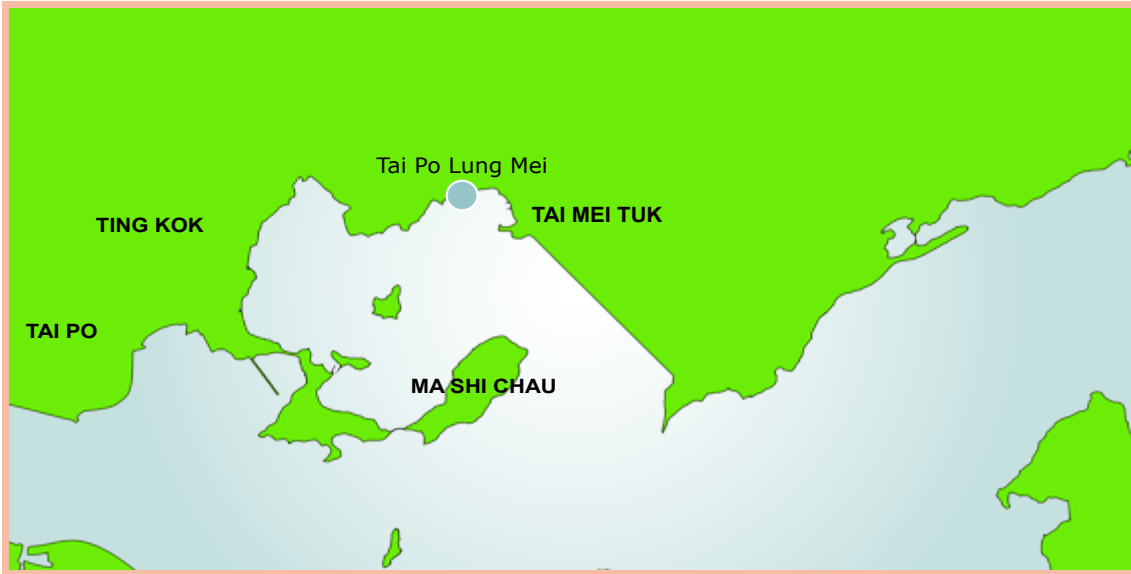 Tai Po Lung Mei
TAI MEI TUK
TING KOK
TAI PO
MA SHI CHAU